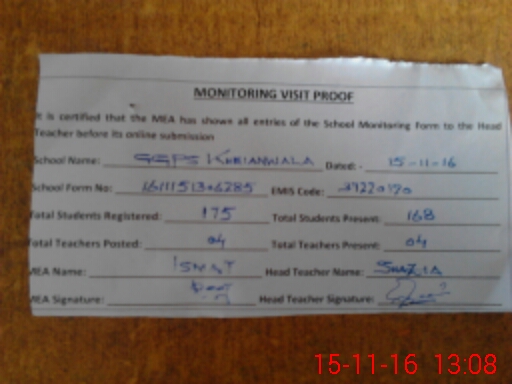 MONITORING VISIT PROOF
It is certified that the MEA has shown all entries of the School Monitoring Form to the Head
Teacher before its online submission
School Name: GGPS Dated:- 15-11-16
School Form No: 1611151306285 EMIS Code:
Total Students Registered: 175 Total Students Present: 168
Total Teachers Posted: 04 Total Teachers Present: 04
MEA Name: ISMAT Head Teacher Name: SHAZIA
MEA Signature: Head Teacher Signature:
15-11-16 13:08